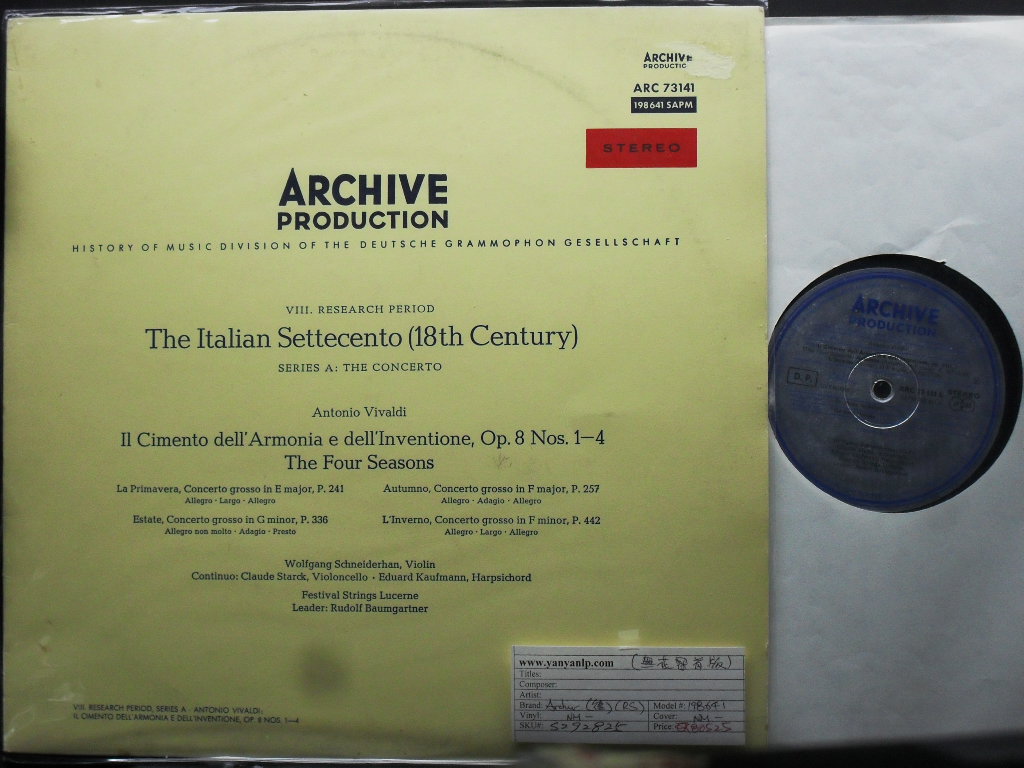 ARCHIVE
PRODUCTIO
ARC 73141
198641 SAPM
STEREO
ARCHIVE
PRODUCTION
HISTORY OF MUSIC DIVISION OF THE DEUTSCHE GRAMMOPHON GESELLSCHAFT
VIII. RESEARCH PERIOD
The Italian Settecento (18th Century)
SERIES A: THE CONCERTO
Antonio Vivaldi
Il Cimento dell'Armonia e dell'Inventione, Op. 8 Nos. 1—4
The Four Seasons
La Primavera, Concerto grosso in E major, P. 241
Allegro · Largo · Allegro
Estate, Concerto grosso in G minor, P. 336
Allegro non molto · Adagio · Presto
Autumno, Concerto grosso in F major, P. 257
Allegro · Adagio · Allegro
L'Inverno, Concerto grosso in F minor, P. 442
Allegro · Largo · Allegro
Wolfgang Schneiderhan, Violin
Continuo: Claude Starck, Violoncello · Eduard Kaufmann, Harpsichord
Festival Strings Lucerne
Leader: Rudolf Baumgartner
VIII. RESEARCH PERIOD, SERIES A · ANTONIO VIVALDI:
IL CIMENTO DELL'ARMONIA E DELL'INVENTIONE, OP. 8 NOS. 1—4
www.yanyanlp.com
Titles:
Composer:
Artist:
Brand: (RS) Model #: 198641
Vinyl: NM - Cover: NM -
SKU#: Price:
ARCHIVE
PRODUCTION
D.P.
STEREO